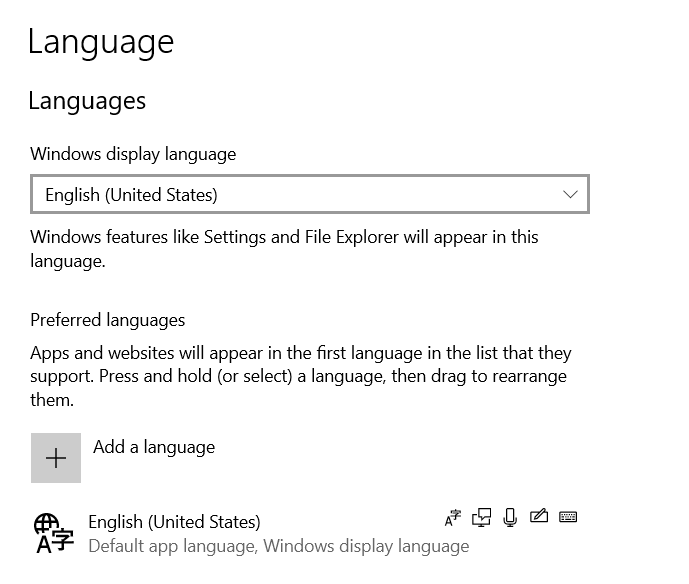 Language
Languages
Windows display language
English (United States)
Windows features like Settings and File Explorer will appear in this
language.
Preferred languages
Apps and websites will appear in the first language in the list that they
support. Press and hold (or select) a language, then drag to rearrange
them.
Add a language
English (United States)
Default app language, Windows display language